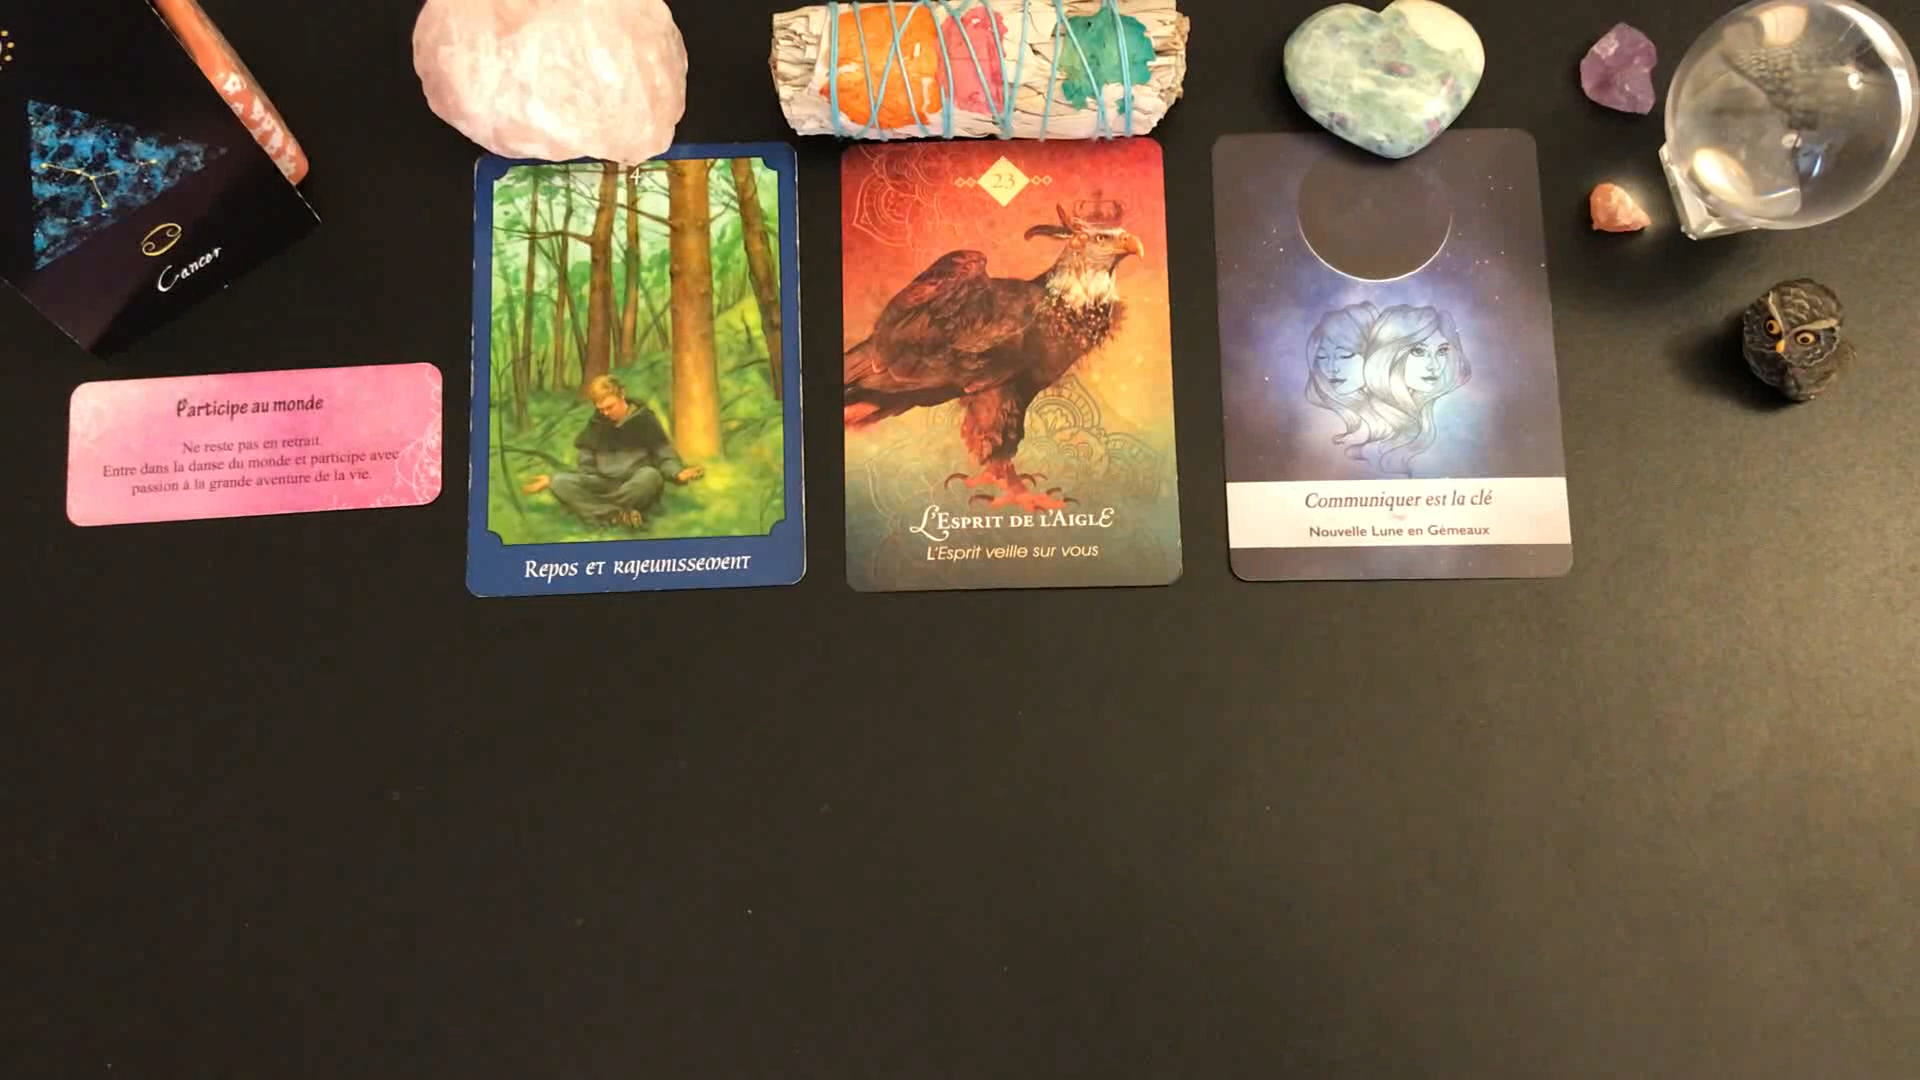 Cancer
Participe au monde
Ne reste pas en retrait.
Entre dans la danse du monde et participe avec
passion à la grande aventure de la vie.
4
Repos et rajeunissement
23
L'Esprit de l'Aigle
L'Esprit veille sur vous
Communiquer est la clé
Nouvelle Lune en Gémeaux